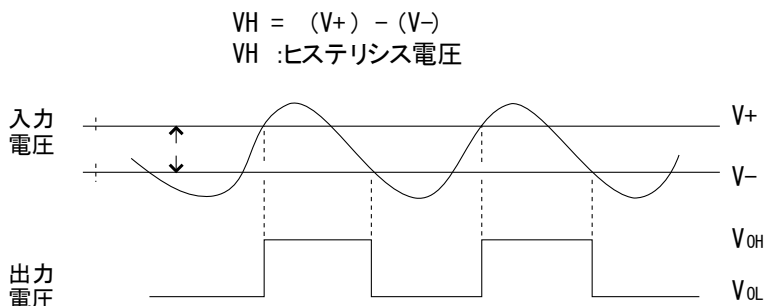 VH = (V+) - (V-)
VH :ヒステリシス電圧
入力
電圧
V+
V-
VOH
出力
電圧
VOL